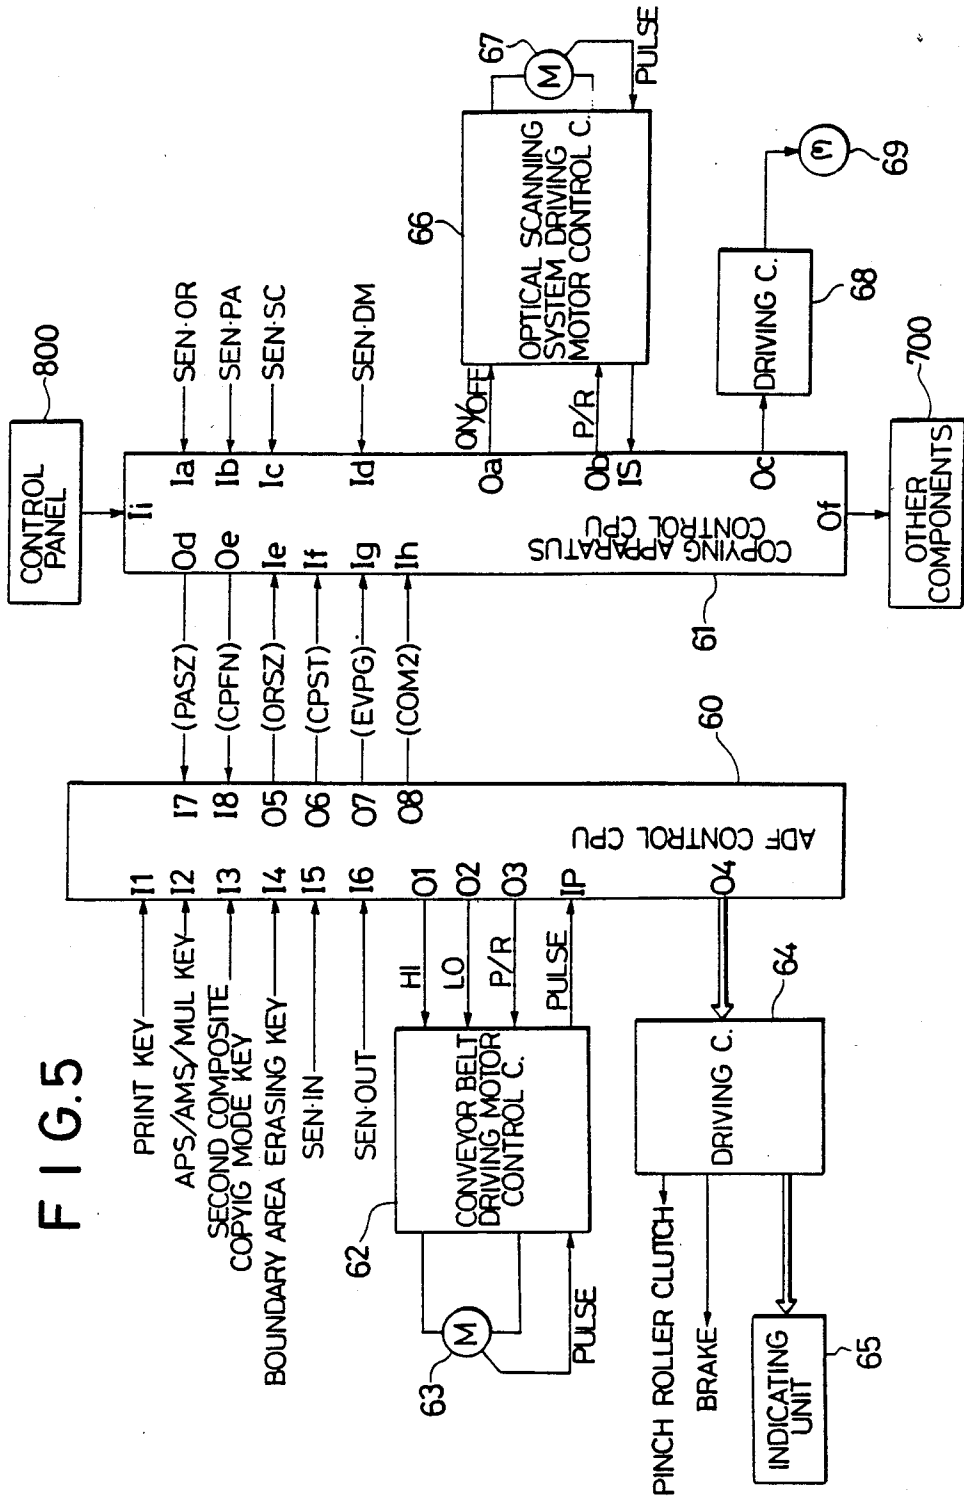 FIG.5
PRINT KEY
APS/AMS/MUL KEY
SECOND COMPOSITE
COPYIG MODE KEY
BOUNDARY AREA ERASING KEY
SEN·IN
SEN·OUT
I1
I2
I3
I4
I5
I6
O1
O2
O3
IP
O4
HI
LO
P/R
PULSE
62
CONVEYOR BELT
DRIVING MOTOR
CONTROL C.
M
63
PULSE
PINCH ROLLER CLUTCH
BRAKE
INDICATING
UNIT
65
DRIVING C.
64
ADF CONTROL CPU
60
I7
I8
O5
O6
O7
O8
(PASZ)
(CPFN)
(ORSZ)
(CPST)
(EVPG)
(COM2)
CONTROL
PANEL
800
Ii
Od
Oe
Ie
If
Ig
Ih
Ia
Ib
Ic
Id
Oa
Ob
IS
Oc
Of
COPYING APPARATUS
CONTROL CPU
61
SEN·OR
SEN·PA
SEN·SC
SEN·DM
ON/OFF
P/R
66
OPTICAL SCANNING
SYSTEM DRIVING
MOTOR CONTROL C.
M
67
PULSE
DRIVING C.
68
M
69
OTHER
COMPONENTS
700